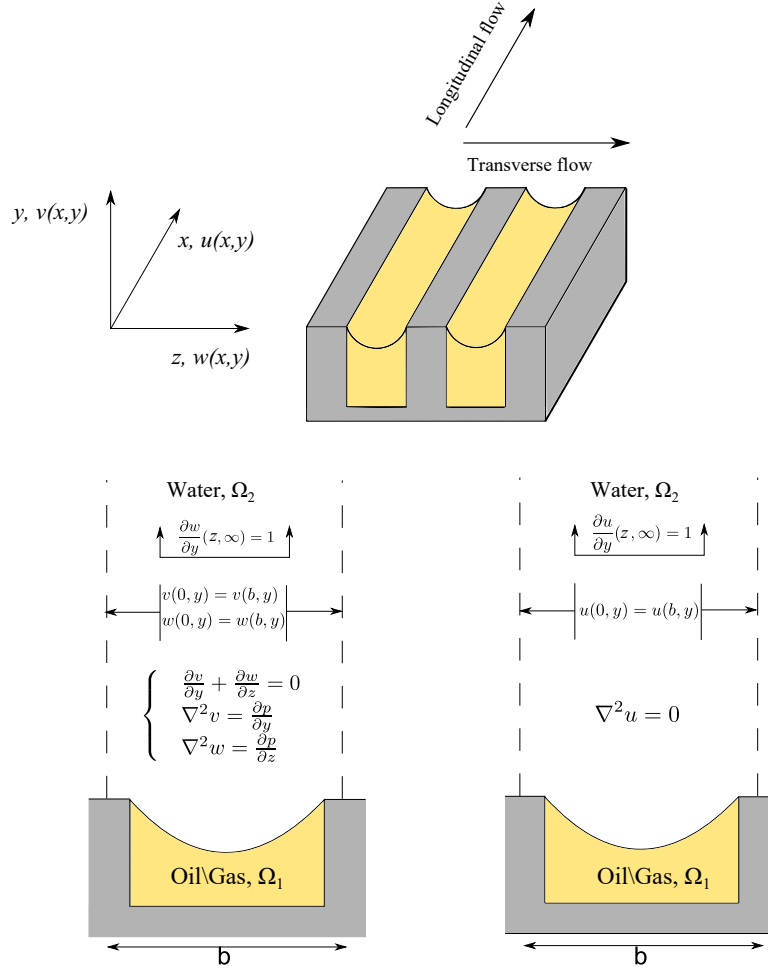 Longitudinal flow
Transverse flow
y, v(x,y)
x, u(x,y)
z, w(x,y)
Water, Ω₂
∂w/∂y (z, ∞) = 1
v(0, y) = v(b, y)
w(0, y) = w(b, y)
∂v/∂y + ∂w/∂z = 0
∇²v = ∂p/∂y
∇²w = ∂p/∂z
Oil\Gas, Ω₁
b
Water, Ω₂
∂u/∂y (z, ∞) = 1
u(0, y) = u(b, y)
∇²u = 0
Oil\Gas, Ω₁
b